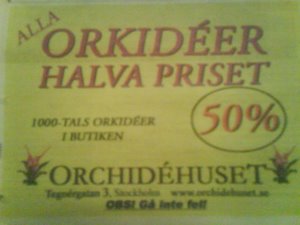 ALLA
ORKIDÉER
HALVA PRISET
1000-TALS ORKIDÉER
I BUTIKEN
50%
ORCHIDÉHUSET
Tegnérgatan 3, Stockholm www.orchidehuset.se
OBS! Gå inte fel!